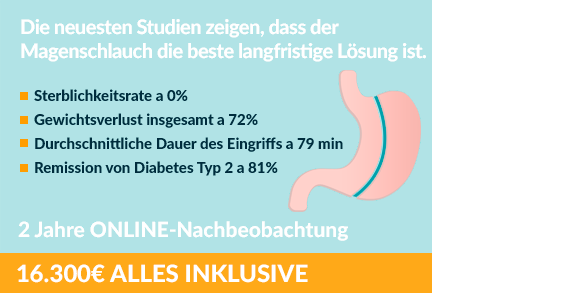 Die neuesten Studien zeigen, dass der
Magenschlauch die beste langfristige Lösung ist.
Sterblichkeitsrate a 0%
Gewichtsverlust insgesamt a 72%
Durchschnittliche Dauer des Eingriffs a 79 min
Remission von Diabetes Typ 2 a 81%
2 Jahre ONLINE-Nachbeobachtung
16.300€ ALLES INKLUSIVE